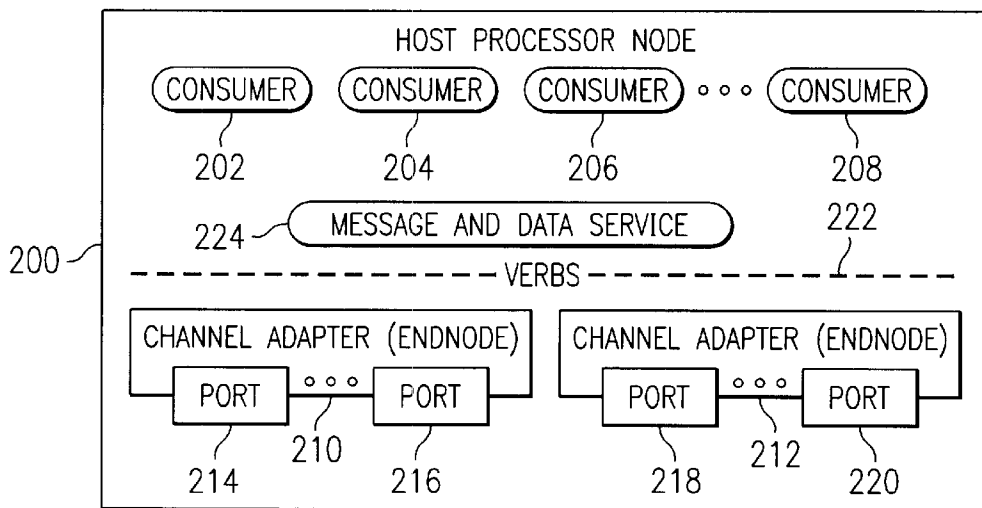 HOST PROCESSOR NODE
CONSUMER CONSUMER CONSUMER CONSUMER
202 204 206 208
MESSAGE AND DATA SERVICE
224 222
200
VERBS
CHANNEL ADAPTER (ENDNODE) CHANNEL ADAPTER (ENDNODE)
PORT PORT PORT PORT
210 212
214 216 218 220